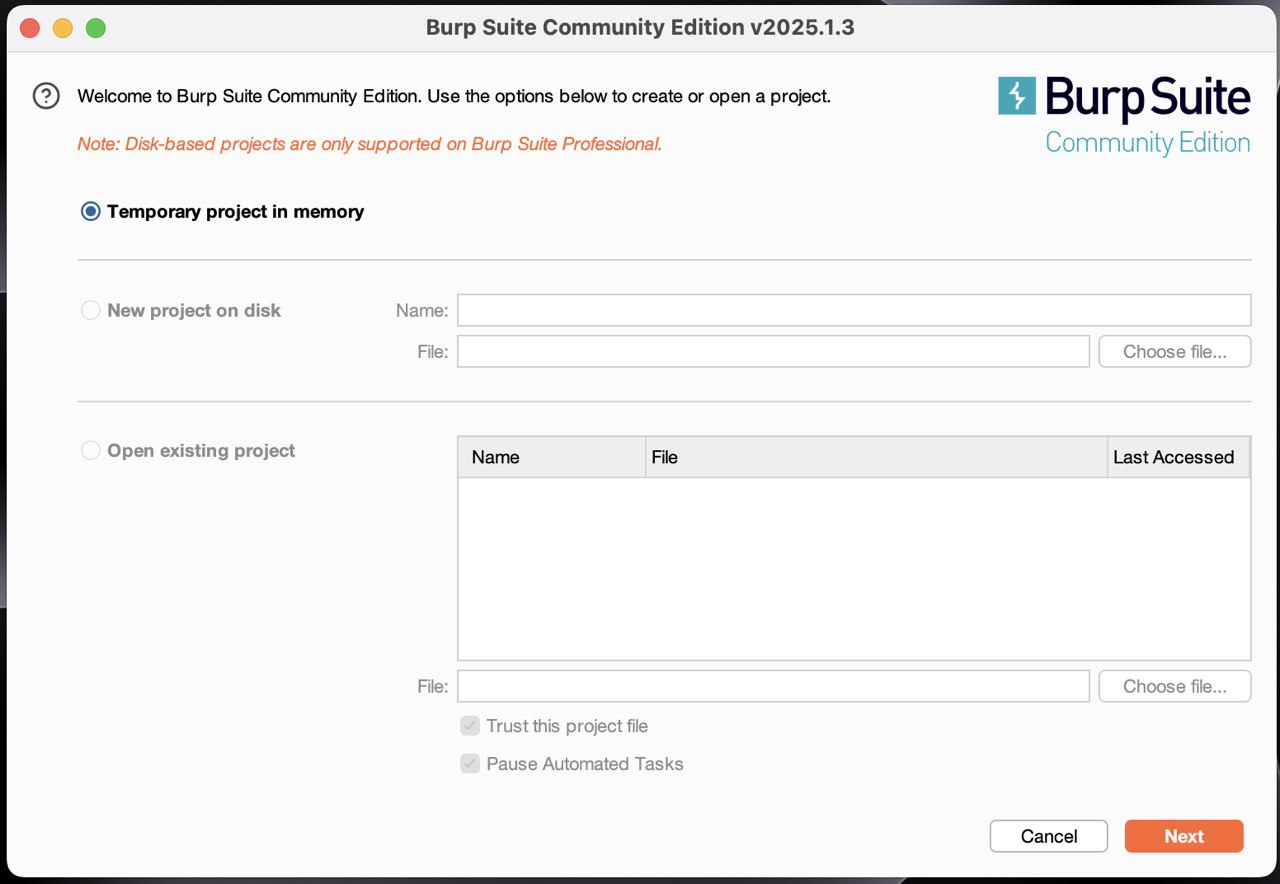 Burp Suite Community Edition v2025.1.3
Welcome to Burp Suite Community Edition. Use the options below to create or open a project.
Burp Suite
Community Edition
Note: Disk-based projects are only supported on Burp Suite Professional.
Temporary project in memory
New project on disk
Name:
File:
Choose file...
Open existing project
Name File Last Accessed
File:
Choose file...
Trust this project file
Pause Automated Tasks
Cancel
Next